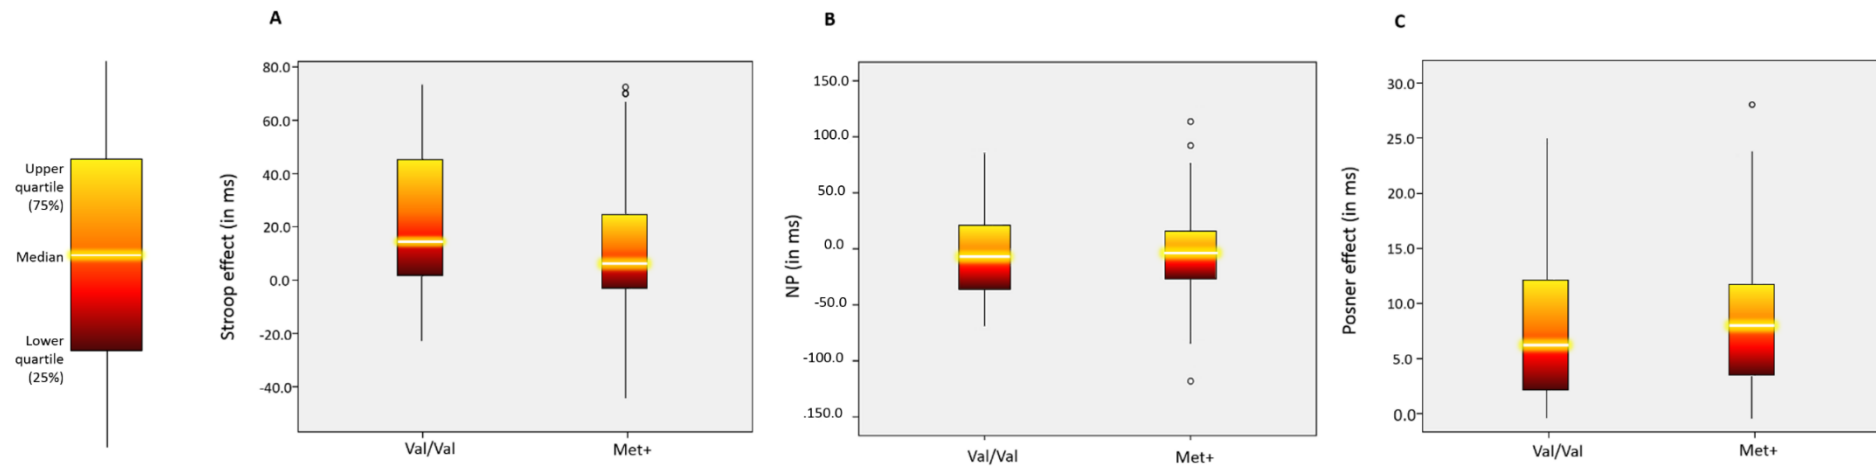 Upper
quartile
(75%)
Median
Lower
quartile
(25%)
A
Stroop effect (in ms)
80.0
60.0
40.0
20.0
0.0
-20.0
-40.0
Val/Val
Met+
B
NP (in ms)
150.0
100.0
50.0
0.0
-50.0
-100.0
.150.0
Val/Val
Met+
C
Posner effect (in ms)
30.0
25.0
20.0
15.0
10.0
5.0
0.0
Val/Val
Met+